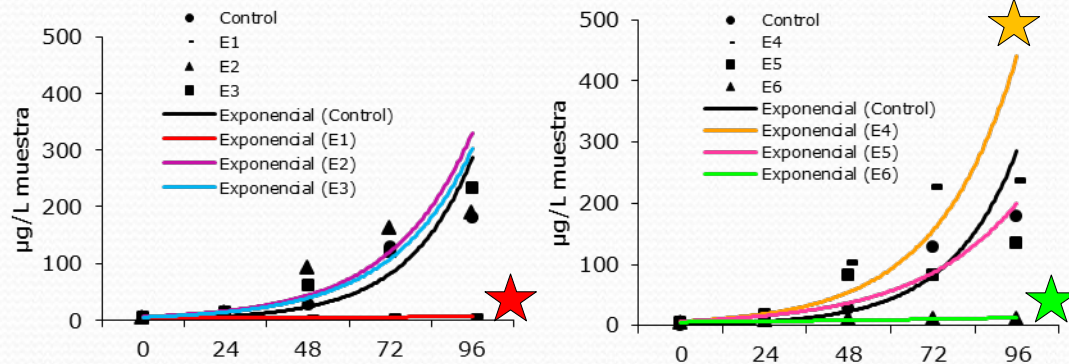 Control
E1
E2
E3
Exponencial (Control)
Exponencial (E1)
Exponencial (E2)
Exponencial (E3)
µg/L muestra
500
400
300
200
100
0
0 24 48 72 96
Control
E4
E5
E6
Exponencial (Control)
Exponencial (E4)
Exponencial (E5)
Exponencial (E6)
µg/L muestra
500
400
300
200
100
0
0 24 48 72 96